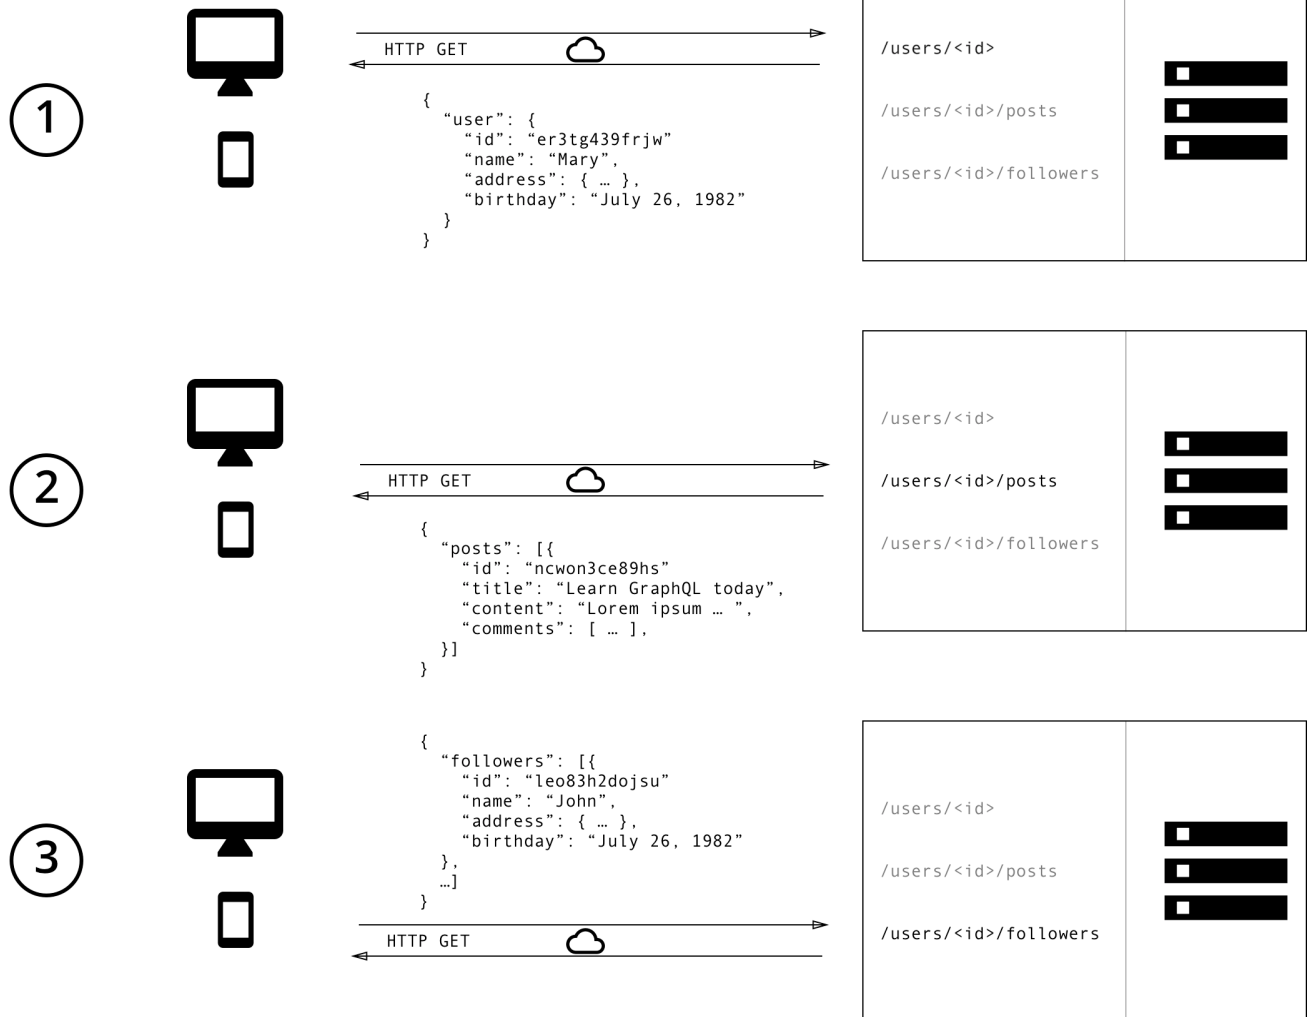 1
HTTP GET
{
“user”: {
“id”: “er3tg439frjw”
“name”: “Mary”,
“address”: { … },
“birthday”: “July 26, 1982”
}
}
/users/<id>
/users/<id>/posts
/users/<id>/followers
2
HTTP GET
{
“posts”: [{
“id”: “ncwon3ce89hs”
“title”: “Learn GraphQL today”,
“content”: “Lorem ipsum … ”,
“comments”: [ … ],
}]
}
/users/<id>
/users/<id>/posts
/users/<id>/followers
3
{
“followers”: [{
“id”: “leo83h2dojsu”
“name”: “John”,
“address”: { … },
“birthday”: “July 26, 1982”
},
…]
}
HTTP GET
/users/<id>
/users/<id>/posts
/users/<id>/followers